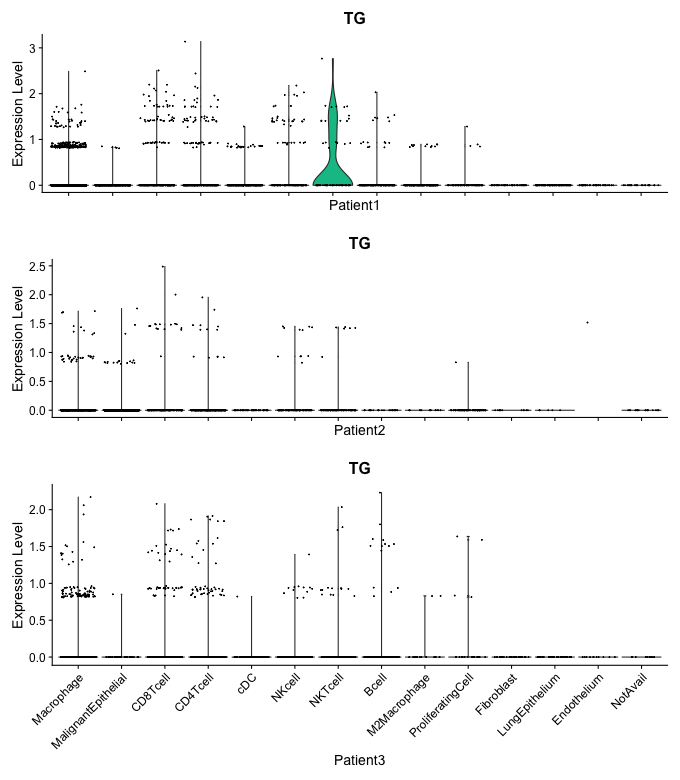 TG
Expression Level
3
2
1
0
Patient1
TG
Expression Level
2.5
2.0
1.5
1.0
0.5
0.0
Patient2
TG
Expression Level
2.0
1.5
1.0
0.5
0.0
Macrophage
MalignantEpithelial
CD8Tcell
CD4Tcell
cDC
NKcell
NKTcell
Bcell
M2Macrophage
ProliferatingCell
Fibroblast
LungEpithelium
Endothelium
NotAvail
Patient3